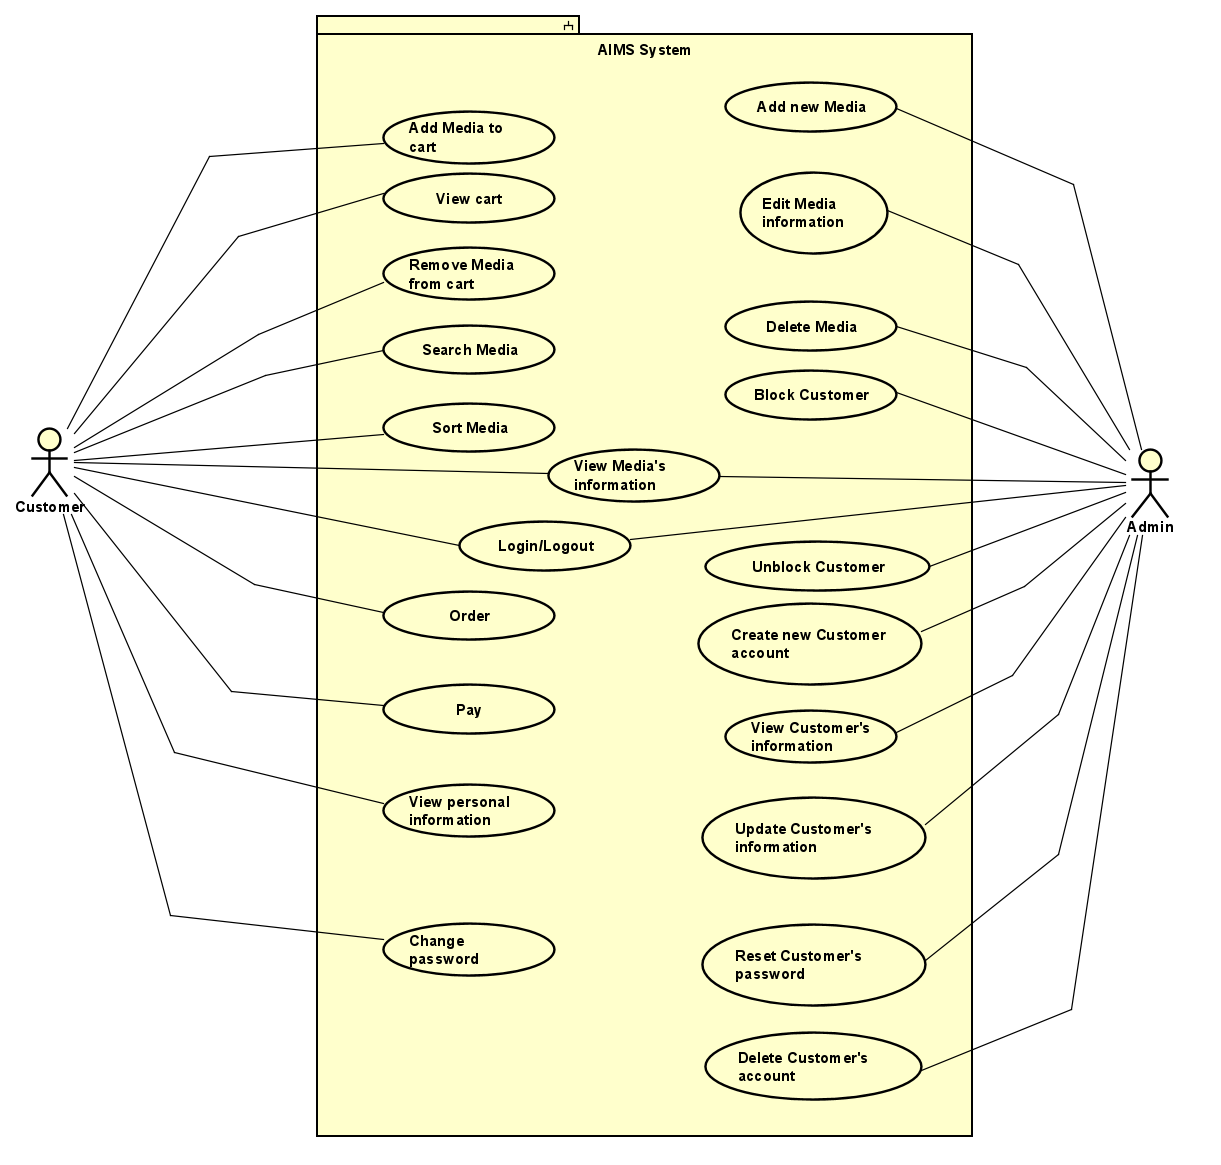 AIMS System
Add new Media
Add Media to
cart
View cart
Edit Media
information
Remove Media
from cart
Delete Media
Search Media
Block Customer
Sort Media
View Media's
information
Customer
Admin
Login/Logout
Unblock Customer
Order
Create new Customer
account
Pay
View Customer's
information
View personal
information
Update Customer's
information
Change
password
Reset Customer's
password
Delete Customer's
account